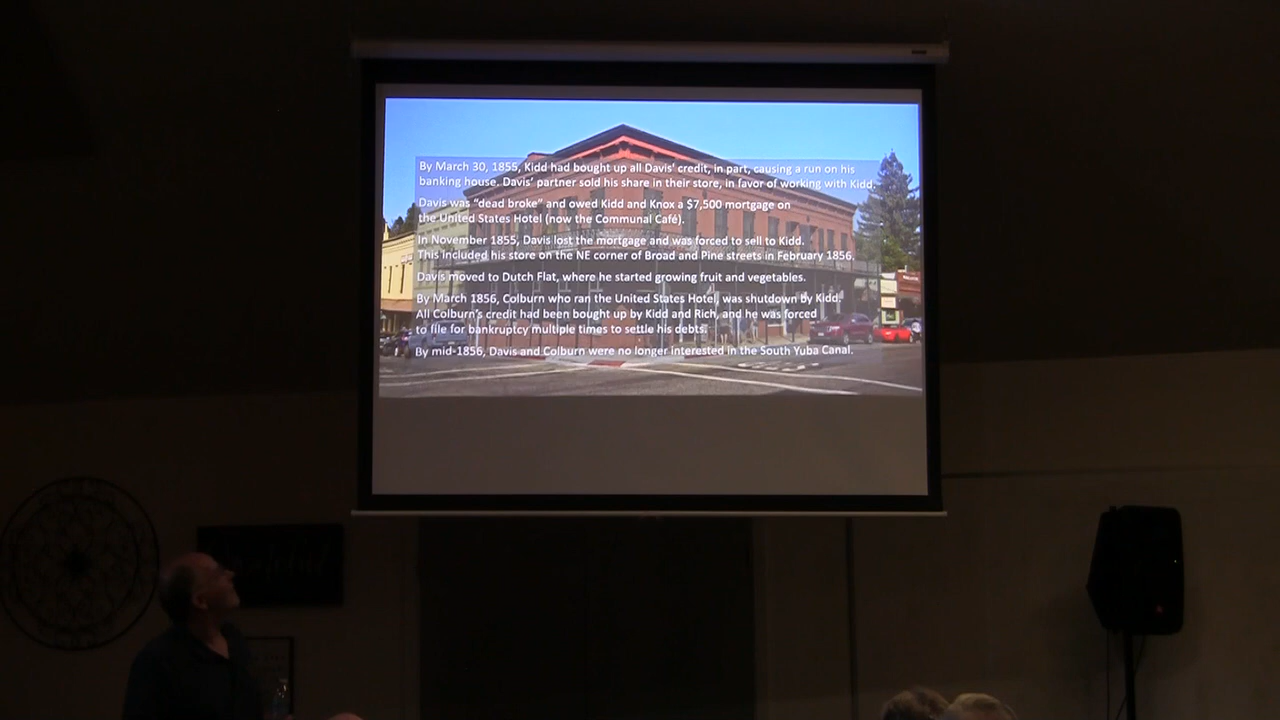 By March 30, 1855, Kidd had bought up all Davis' credit, in part, causing a run on his
banking house. Davis' partner sold his share in their store, in favor of working with Kidd.
Davis was "dead broke" and owed Kidd and Knox a $7,500 mortgage on
the United States Hotel (now the Communal Café).
In November 1855, Davis lost the mortgage and was forced to sell to Kidd.
This included his store on the NE corner of Broad and Pine streets in February 1856.
Davis moved to Dutch Flat, where he started growing fruit and vegetables.
By March 1856, Colburn who ran the United States Hotel, was shutdown by Kidd.
All Colburn's credit had been bought up by Kidd and Rich, and he was forced
to file for bankruptcy multiple times to settle his debts.
By mid-1856, Davis and Colburn were no longer interested in the South Yuba Canal.